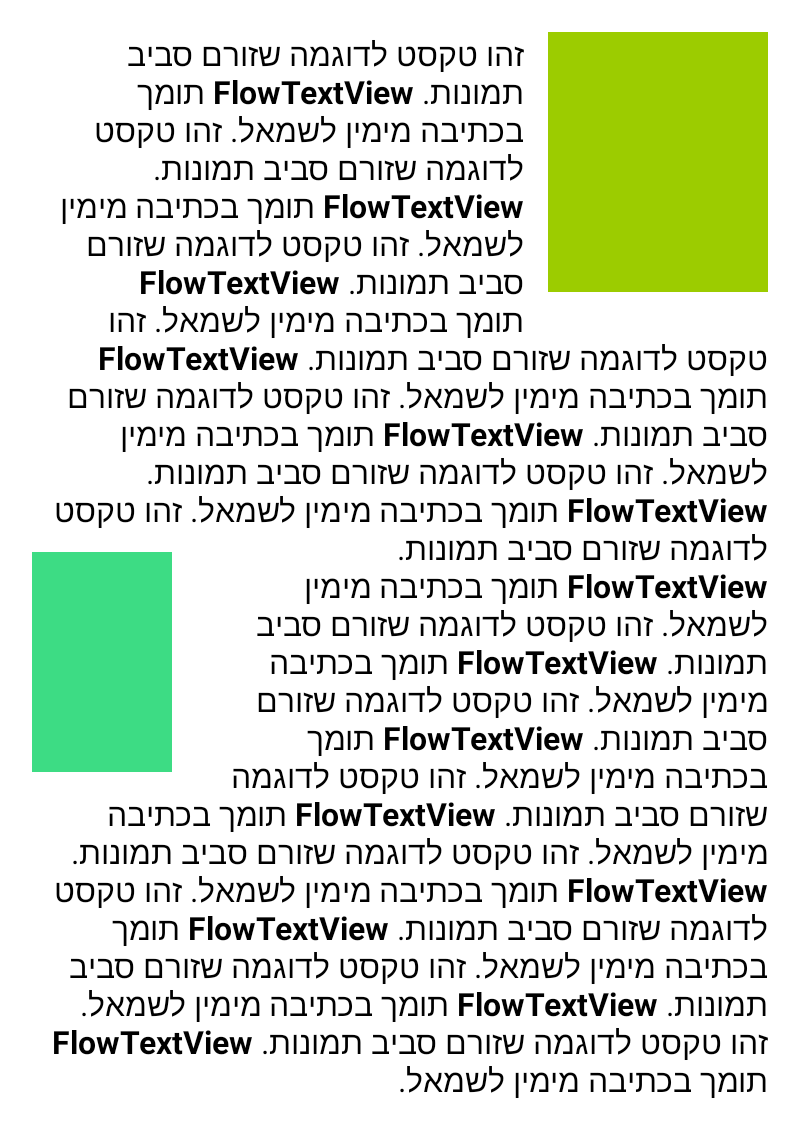 זהו טקסט לדוגמה שזורם סביב
תמונות. FlowTextView תומך
בכתיבה מימין לשמאל. זהו טקסט
לדוגמה שזורם סביב תמונות.
FlowTextView תומך בכתיבה מימין
לשמאל. זהו טקסט לדוגמה שזורם
סביב תמונות. FlowTextView
תומך בכתיבה מימין לשמאל. זהו
טקסט לדוגמה שזורם סביב תמונות. FlowTextView
תומך בכתיבה מימין לשמאל. זהו טקסט לדוגמה שזורם
סביב תמונות. FlowTextView תומך בכתיבה מימין
לשמאל. זהו טקסט לדוגמה שזורם סביב תמונות.
FlowTextView תומך בכתיבה מימין לשמאל. זהו טקסט
לדוגמה שזורם סביב תמונות.
FlowTextView תומך בכתיבה מימין
לשמאל. זהו טקסט לדוגמה שזורם סביב
תמונות. FlowTextView תומך בכתיבה
מימין לשמאל. זהו טקסט לדוגמה שזורם
סביב תמונות. FlowTextView תומך
בכתיבה מימין לשמאל. זהו טקסט לדוגמה
שזורם סביב תמונות. FlowTextView תומך בכתיבה
מימין לשמאל. זהו טקסט לדוגמה שזורם סביב תמונות.
FlowTextView תומך בכתיבה מימין לשמאל. זהו טקסט
לדוגמה שזורם סביב תמונות. FlowTextView תומך
בכתיבה מימין לשמאל. זהו טקסט לדוגמה שזורם סביב
תמונות. FlowTextView תומך בכתיבה מימין לשמאל.
זהו טקסט לדוגמה שזורם סביב תמונות. FlowTextView
תומך בכתיבה מימין לשמאל.